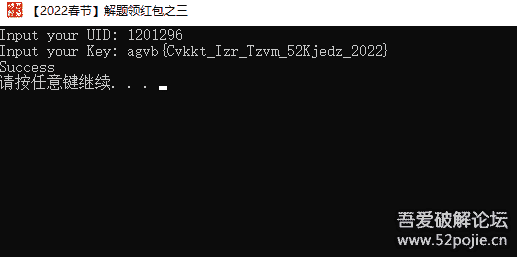 【2022春节】解题领红包之三
Input your UID: 1201296
Input your Key: agvb{Cvkkt_Izr_Tzvm_52Kjedz_2022}
Success
请按任意键继续. . .
吾爱破解论坛
www.52pojie.cn